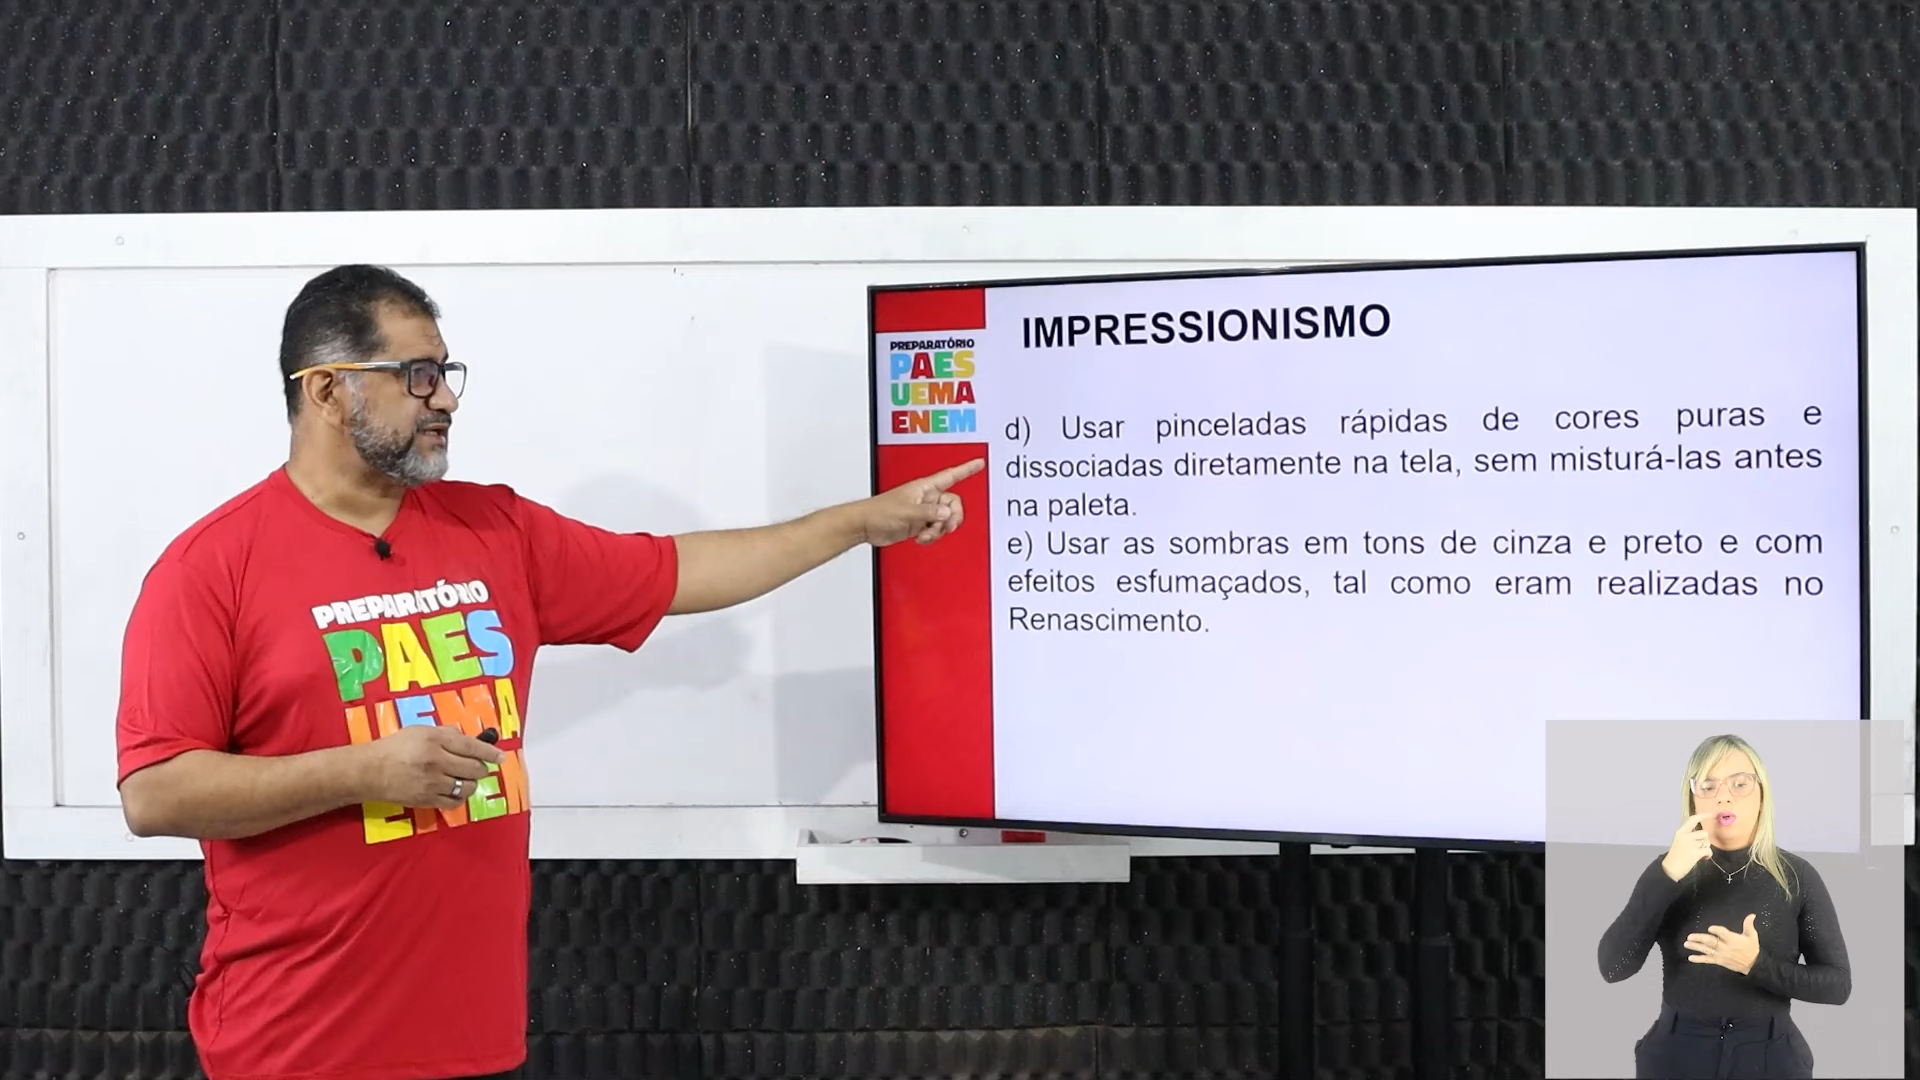 IMPRESSIONISMO
PREPARATÓRIO
PAES
UEMA
ENEM
d) Usar pinceladas rápidas de cores puras e
dissociadas diretamente na tela, sem misturá-las antes
na paleta.
e) Usar as sombras em tons de cinza e preto e com
efeitos esfumaçados, tal como eram realizadas no
Renascimento.
PREPARATÓRIO
PAES
UEMA
ENEM